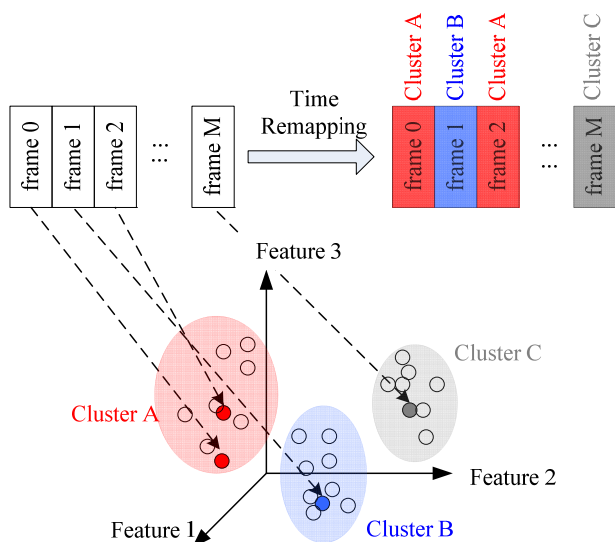 Cluster A
Cluster B
Cluster A
Cluster C
frame 0
frame 1
frame 2
...
...
frame M
Time
Remapping
frame 0
frame 1
frame 2
...
...
frame M
Feature 3
Cluster C
Cluster A
Feature 2
Feature 1
Cluster B